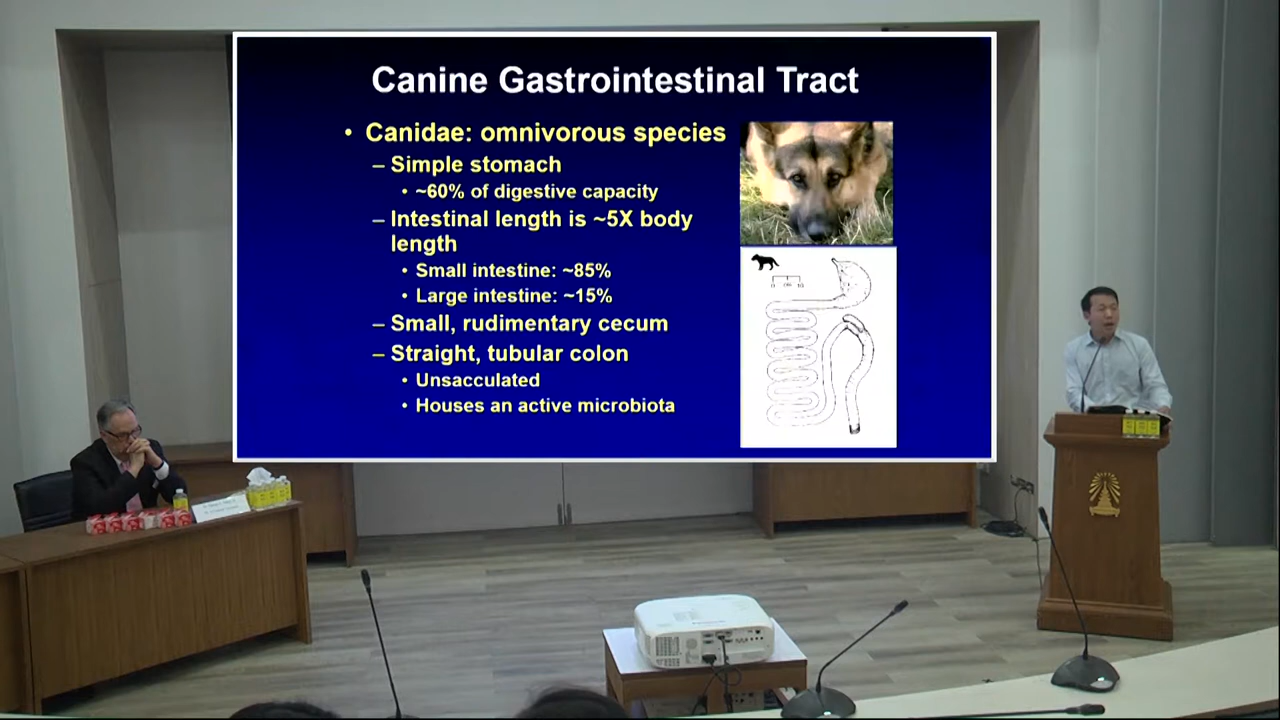 Canine Gastrointestinal Tract
• Canidae: omnivorous species
– Simple stomach
• ~60% of digestive capacity
– Intestinal length is ~5X body
length
• Small intestine: ~85%
• Large intestine: ~15%
– Small, rudimentary cecum
– Straight, tubular colon
• Unsacculated
• Houses an active microbiota